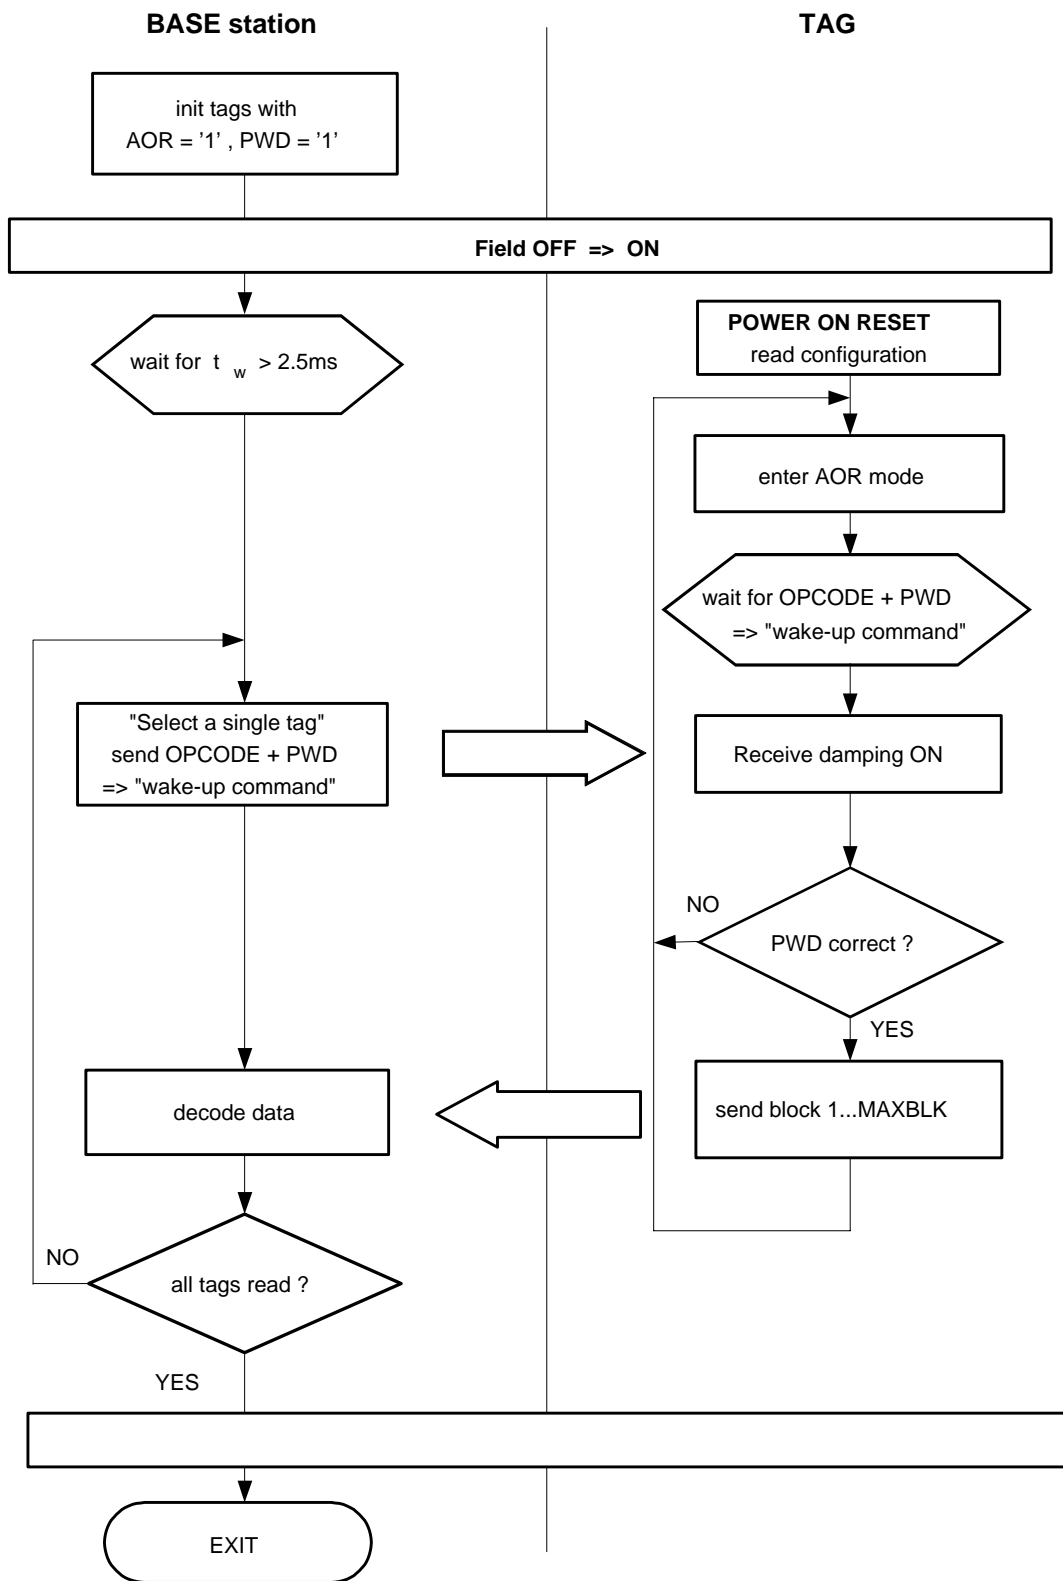 BASE station
TAG
init tags with
AOR = '1' , PWD = '1'
Field OFF => ON
wait for t w > 2.5ms
POWER ON RESET
read configuration
enter AOR mode
wait for OPCODE + PWD
=> "wake-up command"
"Select a single tag"
send OPCODE + PWD
=> "wake-up command"
Receive damping ON
NO
PWD correct ?
YES
decode data
send block 1...MAXBLK
NO
all tags read ?
YES
EXIT